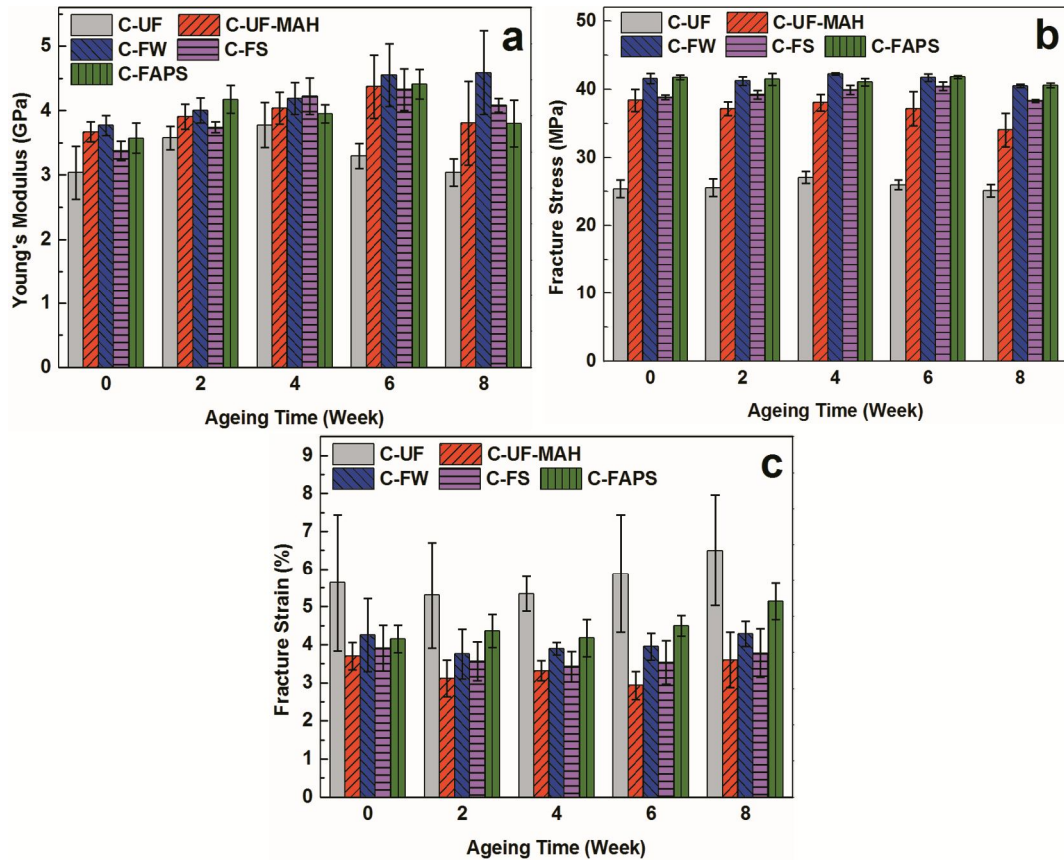 C-UF C-UF-MAH
C-FW C-FS
C-FAPS
a
5
4
3
2
1
0
Young's Modulus (GPa)
0 2 4 6 8
Ageing Time (Week)
C-UF C-UF-MAH
C-FW C-FS C-FAPS
b
50
40
30
20
10
0
Fracture Stress (MPa)
0 2 4 6 8
Ageing Time (Week)
C-UF C-UF-MAH
C-FW C-FS C-FAPS
c
9
8
7
6
5
4
3
2
1
0
Fracture Strain (%)
0 2 4 6 8
Ageing Time (Week)